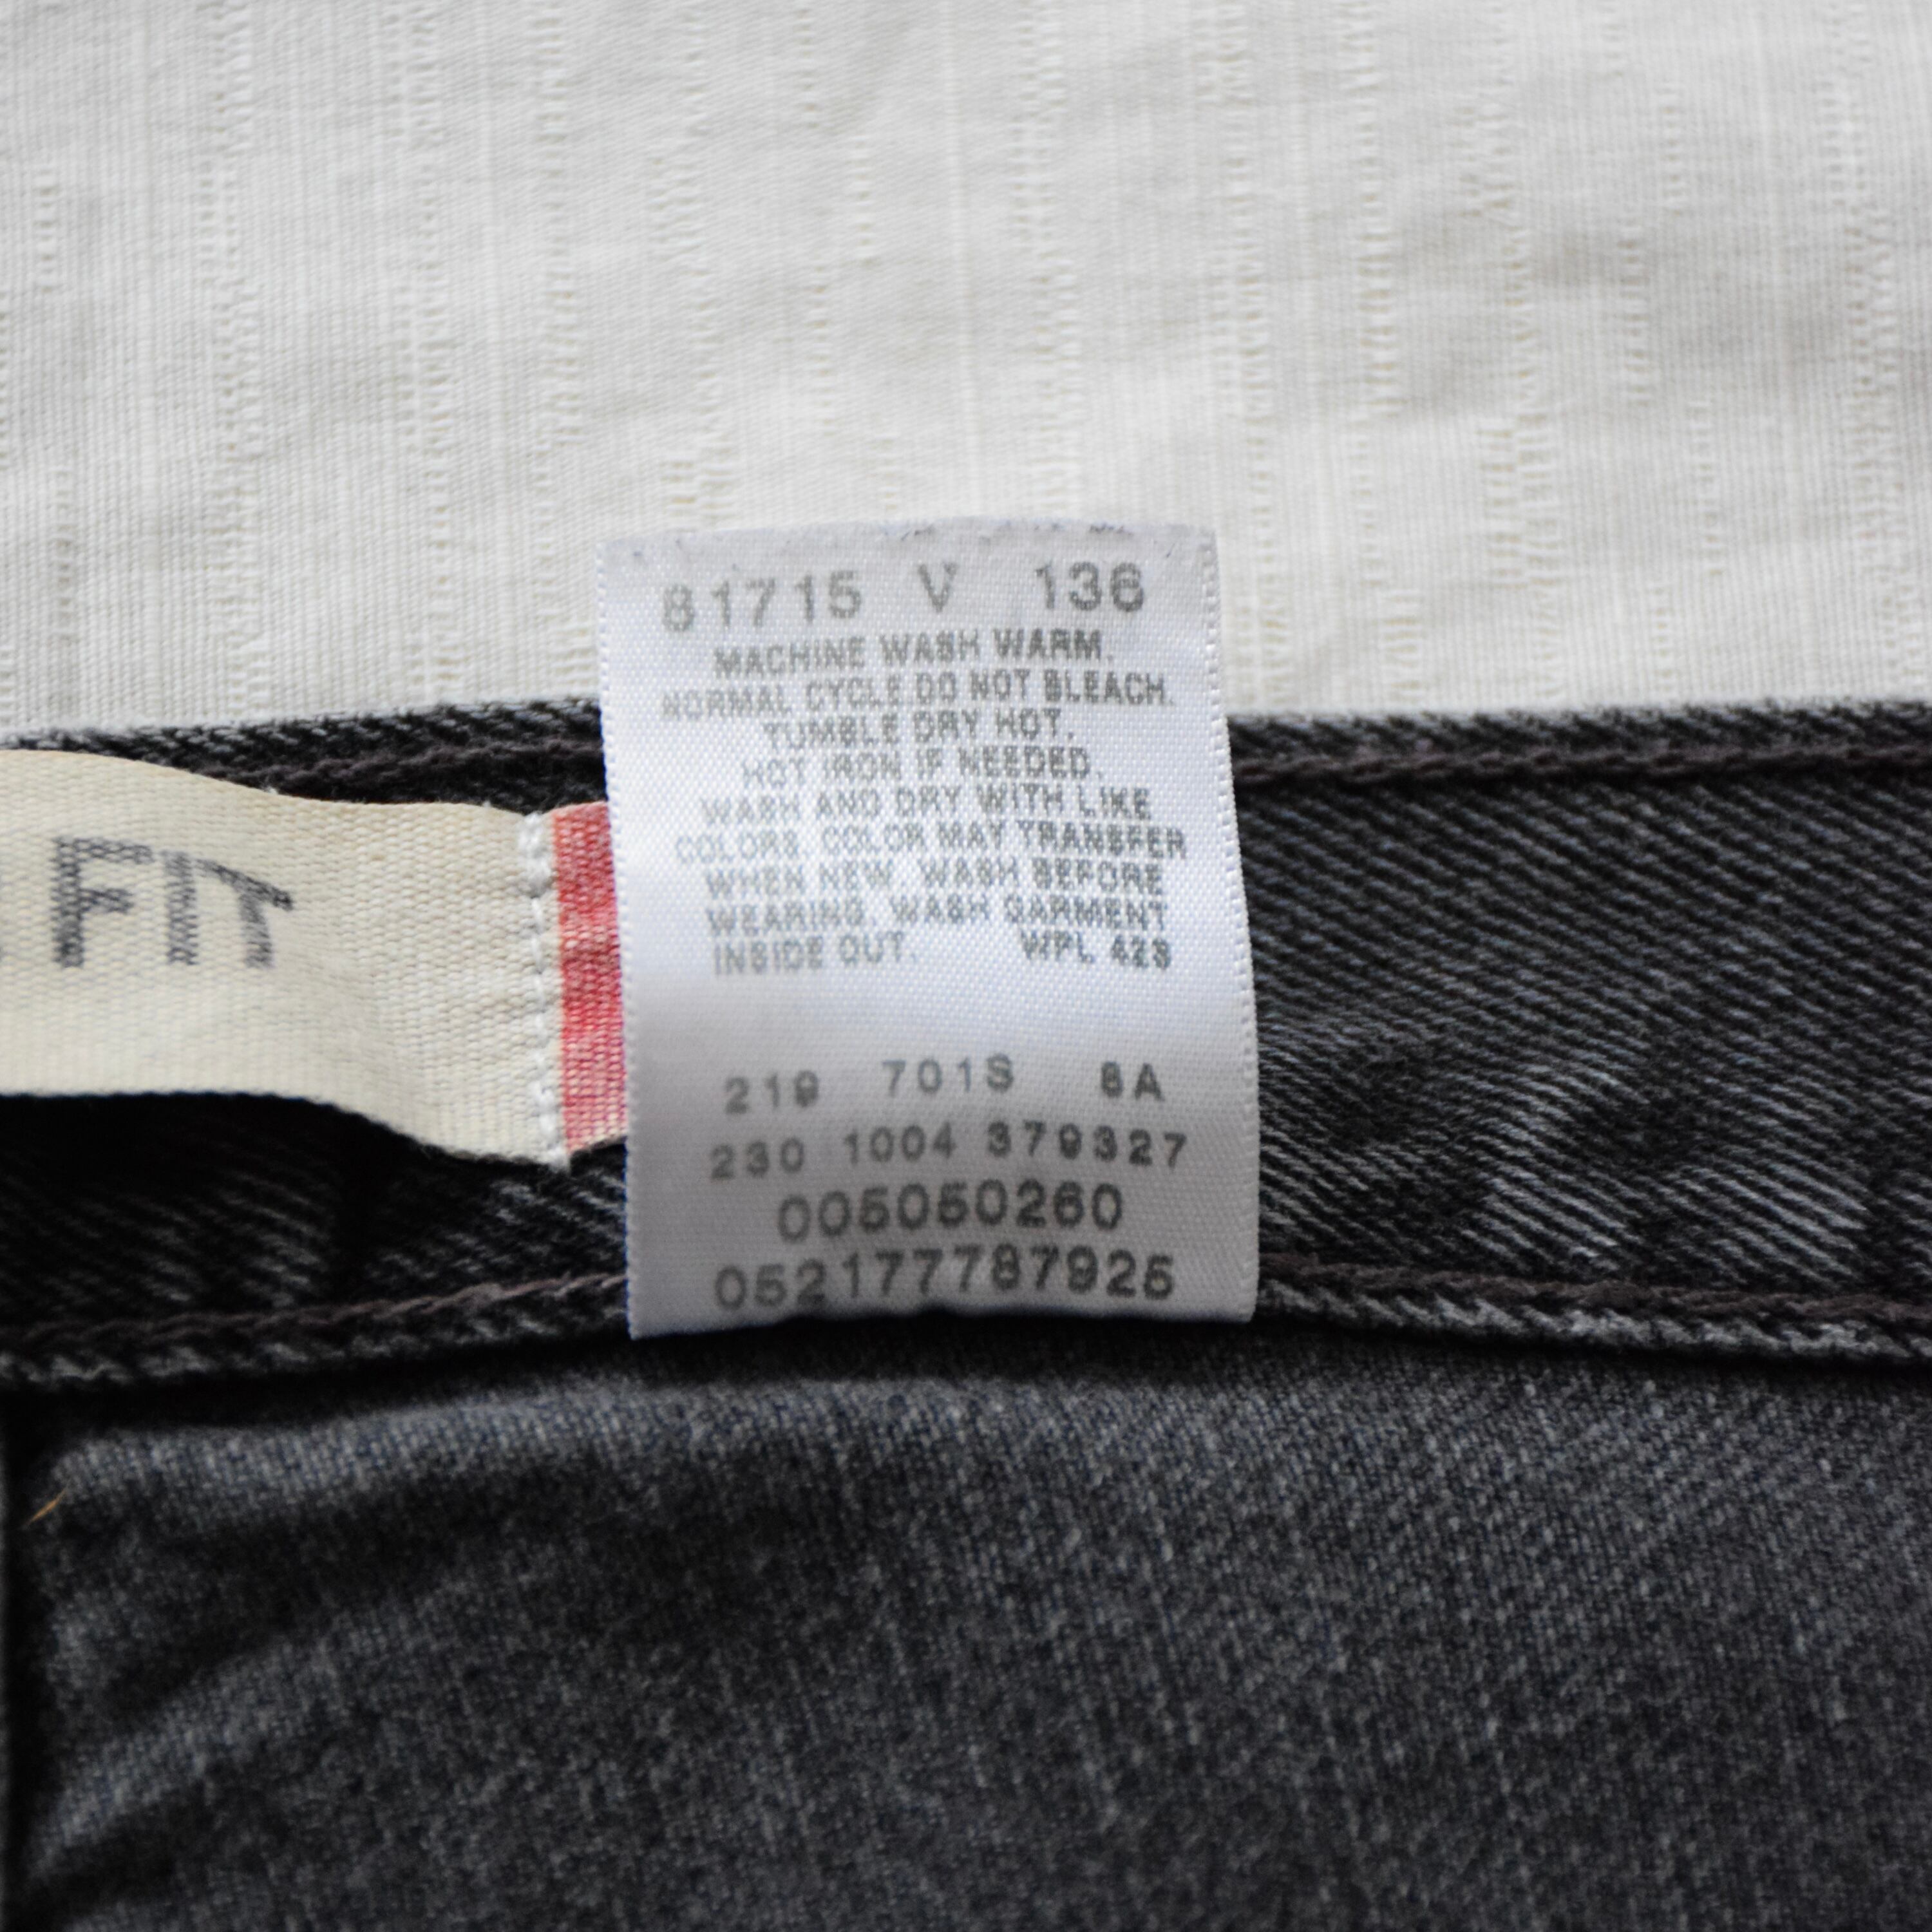 81715 V 136
MACHINE WASH WARM.
NORMAL CYCLE DO NOT BLEACH.
TUMBLE DRY HOT.
HOT IRON IF NEEDED.
WASH AND DRY WITH LIKE
COLORS. COLOR MAY TRANSFER
WHEN NEW. WASH BEFORE
WEARING. WASH GARMENT
INSIDE OUT. WPL 423
FIT
219 701S 8A
230 1004 379327
005050260
052177787925